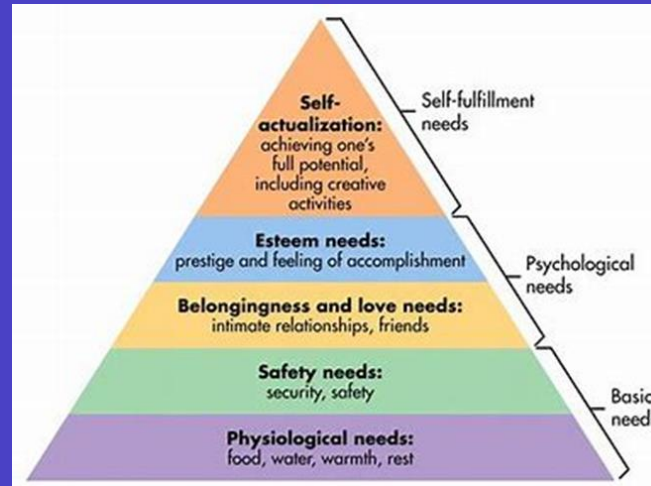 Self-
actualization:
achieving one's
full potential,
including creative
activities
Self-fulfillment
needs
Esteem needs:
prestige and feeling of accomplishment
Psychological
needs
Belongingness and love needs:
intimate relationships, friends
Safety needs:
security, safety
Basic
need
Physiological needs:
food, water, warmth, rest